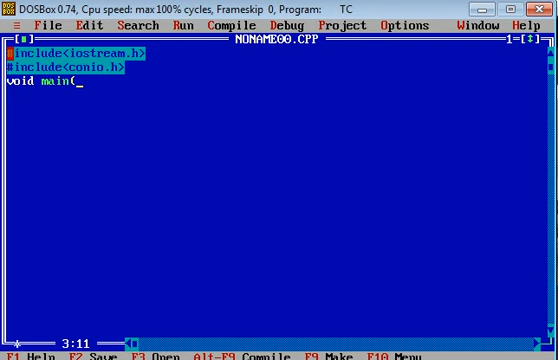 DOSBox 0.74, Cpu speed: max 100% cycles, Frameskip 0, Program: TC
≡ File Edit Search Run Compile Debug Project Options Window Help
[■] NONAME00.CPP 1=[↕]
#include<iostream.h>
#include<conio.h>
void main(_
* 3:11
F1 Help F2 Save F3 Open Alt-F9 Compile F9 Make F10 Menu